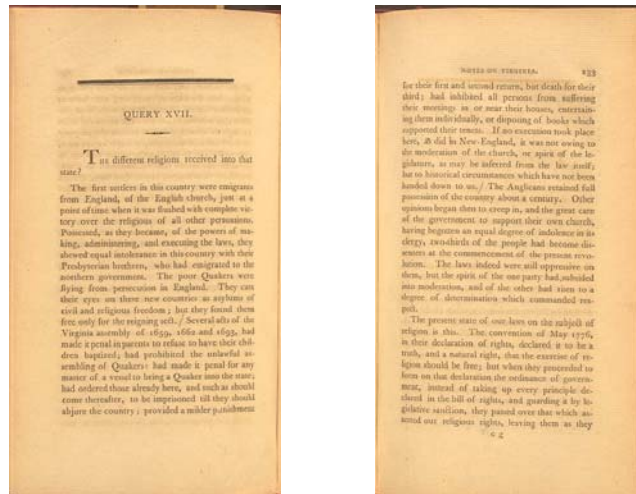 QUERY XVII.
THE different religions received into that
state?
The first settlers in this country were emigrants
from England, of the English church, just at a
point of time when it was flushed with complete vic-
tory over the religious of all other persuasions.
Possessed, as they became, of the powers of ma-
king, administering, and executing the laws, they
shewed equal intolerance in this country with their
Presbyterian brethren, who had emigrated to the
northern government. The poor Quakers were
flying from persecution in England. They cast
their eyes on these new countries as asylums of
civil and religious freedom; but they found them
free only for the reigning sect. / Several acts of the
Virginia assembly of 1659, 1662 and 1693, had
made it penal in parents to refuse to have their chil-
dren baptized; had prohibited the unlawful as-
sembling of Quakers: had made it penal for any
master of a vessel to bring a Quaker into the state;
had ordered those already here, and such as should
come thereafter, to be imprisoned till they should
abjure the country; provided a milder punishment
NOTES ON VIRGINIA. 233
for their first and second return, but death for their
third; had inhibited all persons from suffering
their meetings in or near their houses, entertain-
ing them individually, or disposing of books which
supported their tenets. If no execution took place
here, as did in New-England, it was not owing to
the moderation of the church, or spirit of the le-
gislature, as may be inferred from the law itself;
but to historical circumstances which have not been
handed down to us. / The Anglicans retained full
possession of the country about a century. Other
opinions began then to creep in, and the great care
of the government to support their own church,
having begotten an equal degree of indolence in its
clergy, two-thirds of the people had become dis-
senters at the commencement of the present revo-
lution. The laws indeed were still oppressive on
them, but the spirit of the one party had subsided
into moderation, and of the other had risen to a
degree of determination which commanded res-
pect.
The present state of our laws on the subject of
religion is this. The convention of May 1776,
in their declaration of rights, declared it to be a
truth, and a natural right, that the exercise of re-
ligion should be free; but when they proceeded to
form on that declaration the ordinance of govern-
ment, instead of taking up every principle de-
clared in the bill of rights, and guarding it by le-
gislative sanction, they passed over that which as-
serted our religious rights, leaving them as they